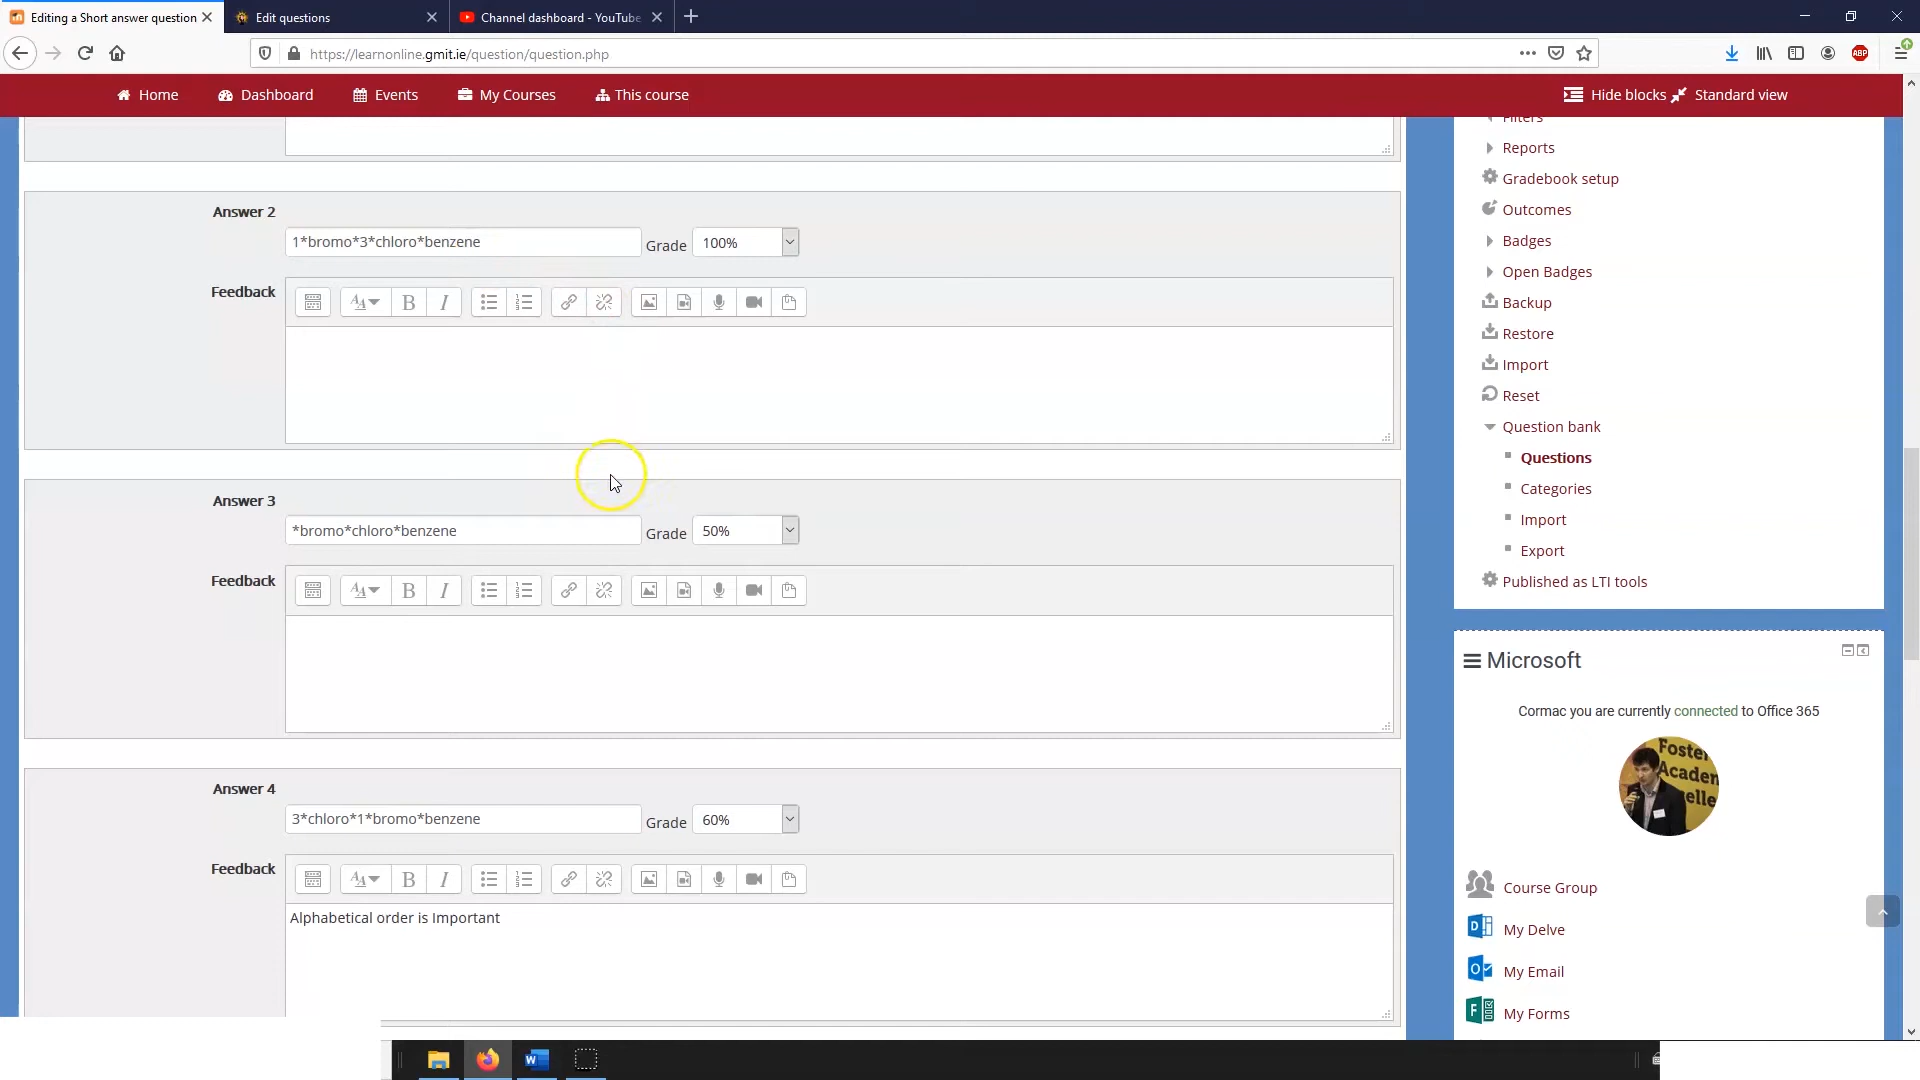 Editing a Short answer question
Edit questions
Channel dashboard - YouTube
https://learnonline.gmit.ie/question/question.php
ABP
Home
Dashboard
Events
My Courses
This course
Hide blocks
Standard view
Filters
Reports
Gradebook setup
Outcomes
Badges
Open Badges
Backup
Restore
Import
Reset
Question bank
Questions
Categories
Import
Export
Published as LTI tools
Answer 2
1*bromo*3*chloro*benzene
Grade
100%
Feedback
Answer 3
*bromo*chloro*benzene
Grade
50%
Feedback
Answer 4
3*chloro*1*bromo*benzene
Grade
60%
Feedback
Alphabetical order is Important
Microsoft
Cormac you are currently connected to Office 365
Foste
Academ
elle
Course Group
My Delve
My Email
My Forms